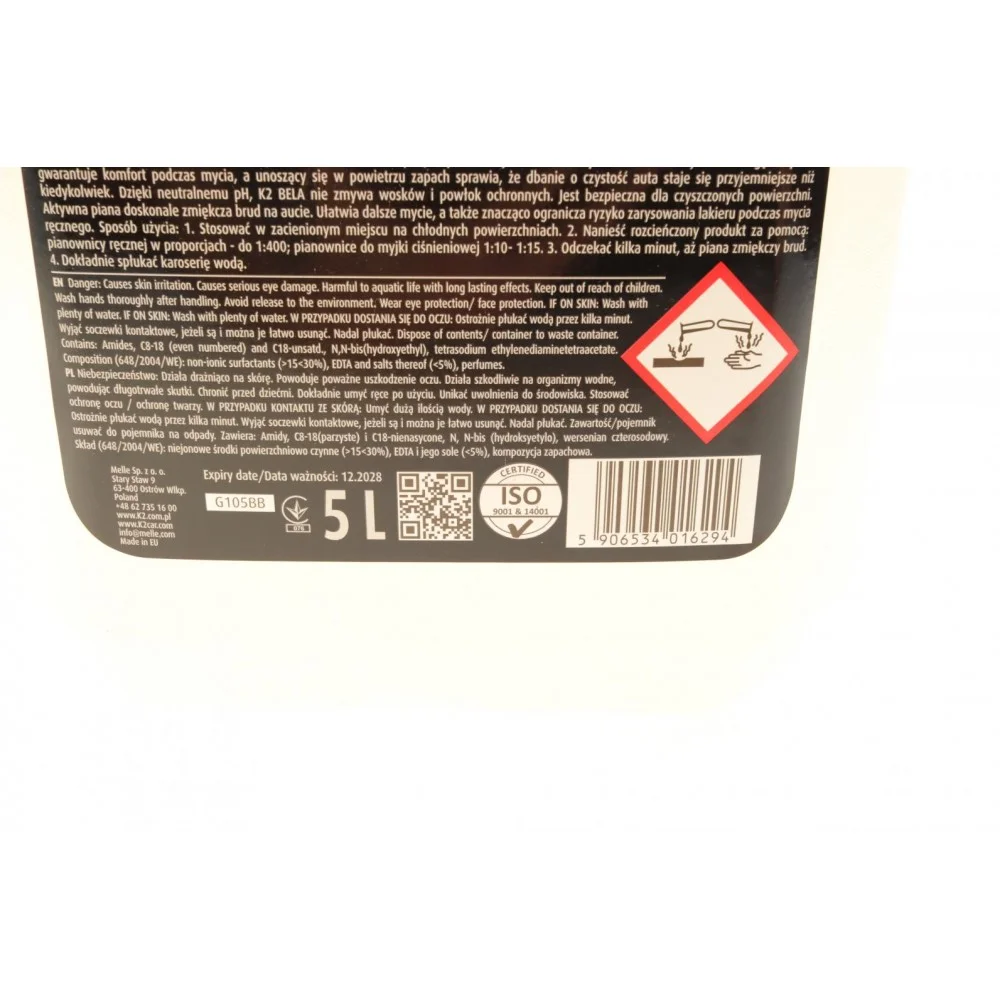 gwarantuje komfort podczas mycia, a unoszący się w powietrzu zapach sprawia, że dbanie o czystość auta staje się przyjemniejsze niż
kiedykolwiek. Dzięki neutralnemu pH, K2 BELA nie zmywa wosków i powłok ochronnych. Jest bezpieczna dla czyszczonych powierzchni.
Aktywna piana doskonale zmiękcza brud na aucie. Ułatwia dalsze mycie, a także znacząco ogranicza ryzyko zarysowania lakieru podczas mycia
ręcznego. Sposób użycia: 1. Stosować w zacienionym miejscu na chłodnych powierzchniach. 2. Nanieść rozcieńczony produkt za pomocą:
pianownicy ręcznej w proporcjach - do 1:400; pianownice do myjki ciśnieniowej 1:10- 1:15. 3. Odczekać kilka minut, aż piana zmiękczy brud.
4. Dokładnie spłukać karoserię wodą.
EN Danger: Causes skin irritation. Causes serious eye damage. Harmful to aquatic life with long lasting effects. Keep out of reach of children.
Wash hands thoroughly after handling. Avoid release to the environment. Wear eye protection/ face protection. IF ON SKIN: Wash with
plenty of water. IF ON SKIN: Wash with plenty of water. W PRZYPADKU DOSTANIA SIĘ DO OCZU: Ostrożnie płukać wodą przez kilka minut.
Wyjąć soczewki kontaktowe, jeżeli są i można je łatwo usunąć. Nadal płukać. Dispose of contents/ container to waste container.
Contains: Amides, C8-18 (even numbered) and C18-unsatd., N,N-bis(hydroxyethyl), tetrasodium ethylenediaminetetraacetate.
Composition (648/2004/WE): non-ionic surfactants (>15<30%), EDTA and salts thereof (<5%), perfumes.
PL Niebezpieczeństwo: Działa drażniąco na skórę. Powoduje poważne uszkodzenie oczu. Działa szkodliwie na organizmy wodne,
powodując długotrwałe skutki. Chronić przed dziećmi. Dokładnie umyć ręce po użyciu. Unikać uwolnienia do środowiska. Stosować
ochronę oczu / ochronę twarzy. W PRZYPADKU KONTAKTU ZE SKÓRĄ: Umyć dużą ilością wody. W PRZYPADKU DOSTANIA SIĘ DO OCZU:
Ostrożnie płukać wodą przez kilka minut. Wyjąć soczewki kontaktowe, jeżeli są i można je łatwo usunąć. Nadal płukać. Zawartość/pojemnik
usuwać do pojemnika na odpady. Zawiera: Amidy, C8-18(parzyste) i C18-nienasycone, N, N-bis (hydroksyetylo), wersenian czterosodowy.
Skład (648/2004/WE): niejonowe środki powierzchniowo czynne (>15<30%), EDTA i jego sole (<5%), kompozycja zapachowa.
Melle Sp. z o. o.
Stary Staw 9
63-400 Ostrów Wlkp.
Poland
+48 62 735 16 00
www.K2.com.pl
www.K2car.com
info@melle.com
Made in EU
Expiry date/Data ważności: 12.2028
G105BB
076
5 L
CERTIFIED
ISO
9001 & 14001
5 906534 016294